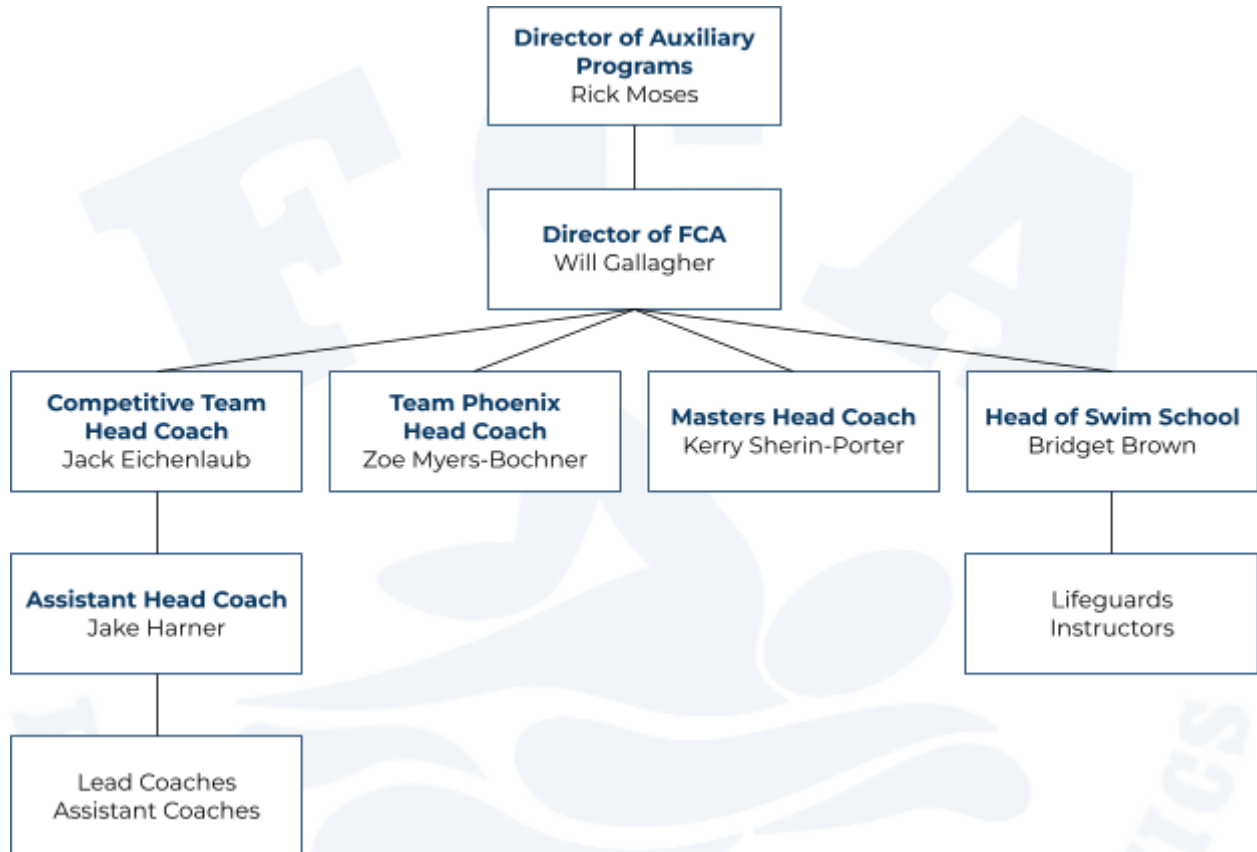 Director of Auxiliary
Programs
Rick Moses
Director of FCA
Will Gallagher
Competitive Team
Head Coach
Jack Eichenlaub
Team Phoenix
Head Coach
Zoe Myers-Bochner
Masters Head Coach
Kerry Sherin-Porter
Head of Swim School
Bridget Brown
Assistant Head Coach
Jake Harner
Lifeguards
Instructors
Lead Coaches
Assistant Coaches
FCA